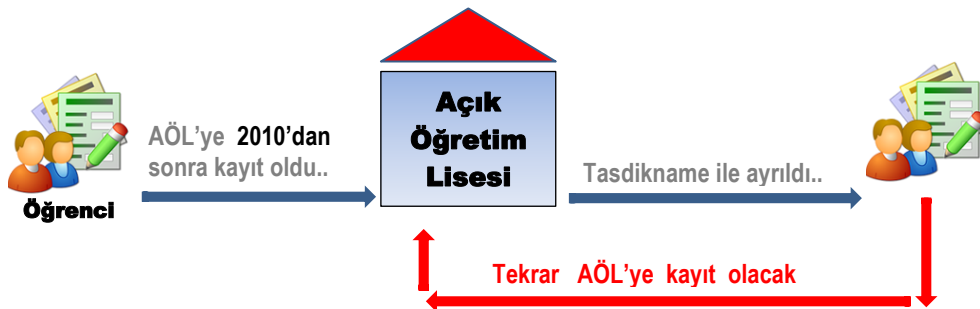 AÖL’ye 2010’dan
sonra kayıt oldu..
Öğrenci
Açık
Öğretim
Lisesi
Tasdikname ile ayrıldı..
Tekrar AÖL’ye kayıt olacak